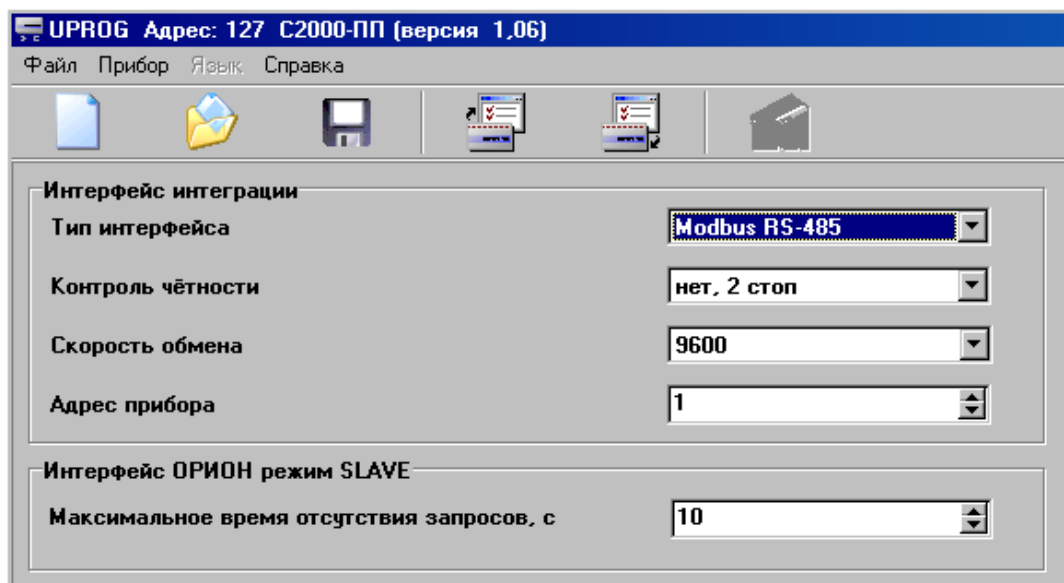 UPROG Адрес: 127 С2000-ПП (версия 1,06)
Файл Прибор Язык Справка
Интерфейс интеграции
Тип интерфейса Modbus RS-485
Контроль чётности нет, 2 стоп
Скорость обмена 9600
Адрес прибора 1
Интерфейс ОРИОН режим SLAVE
Максимальное время отсутствия запросов, с 10